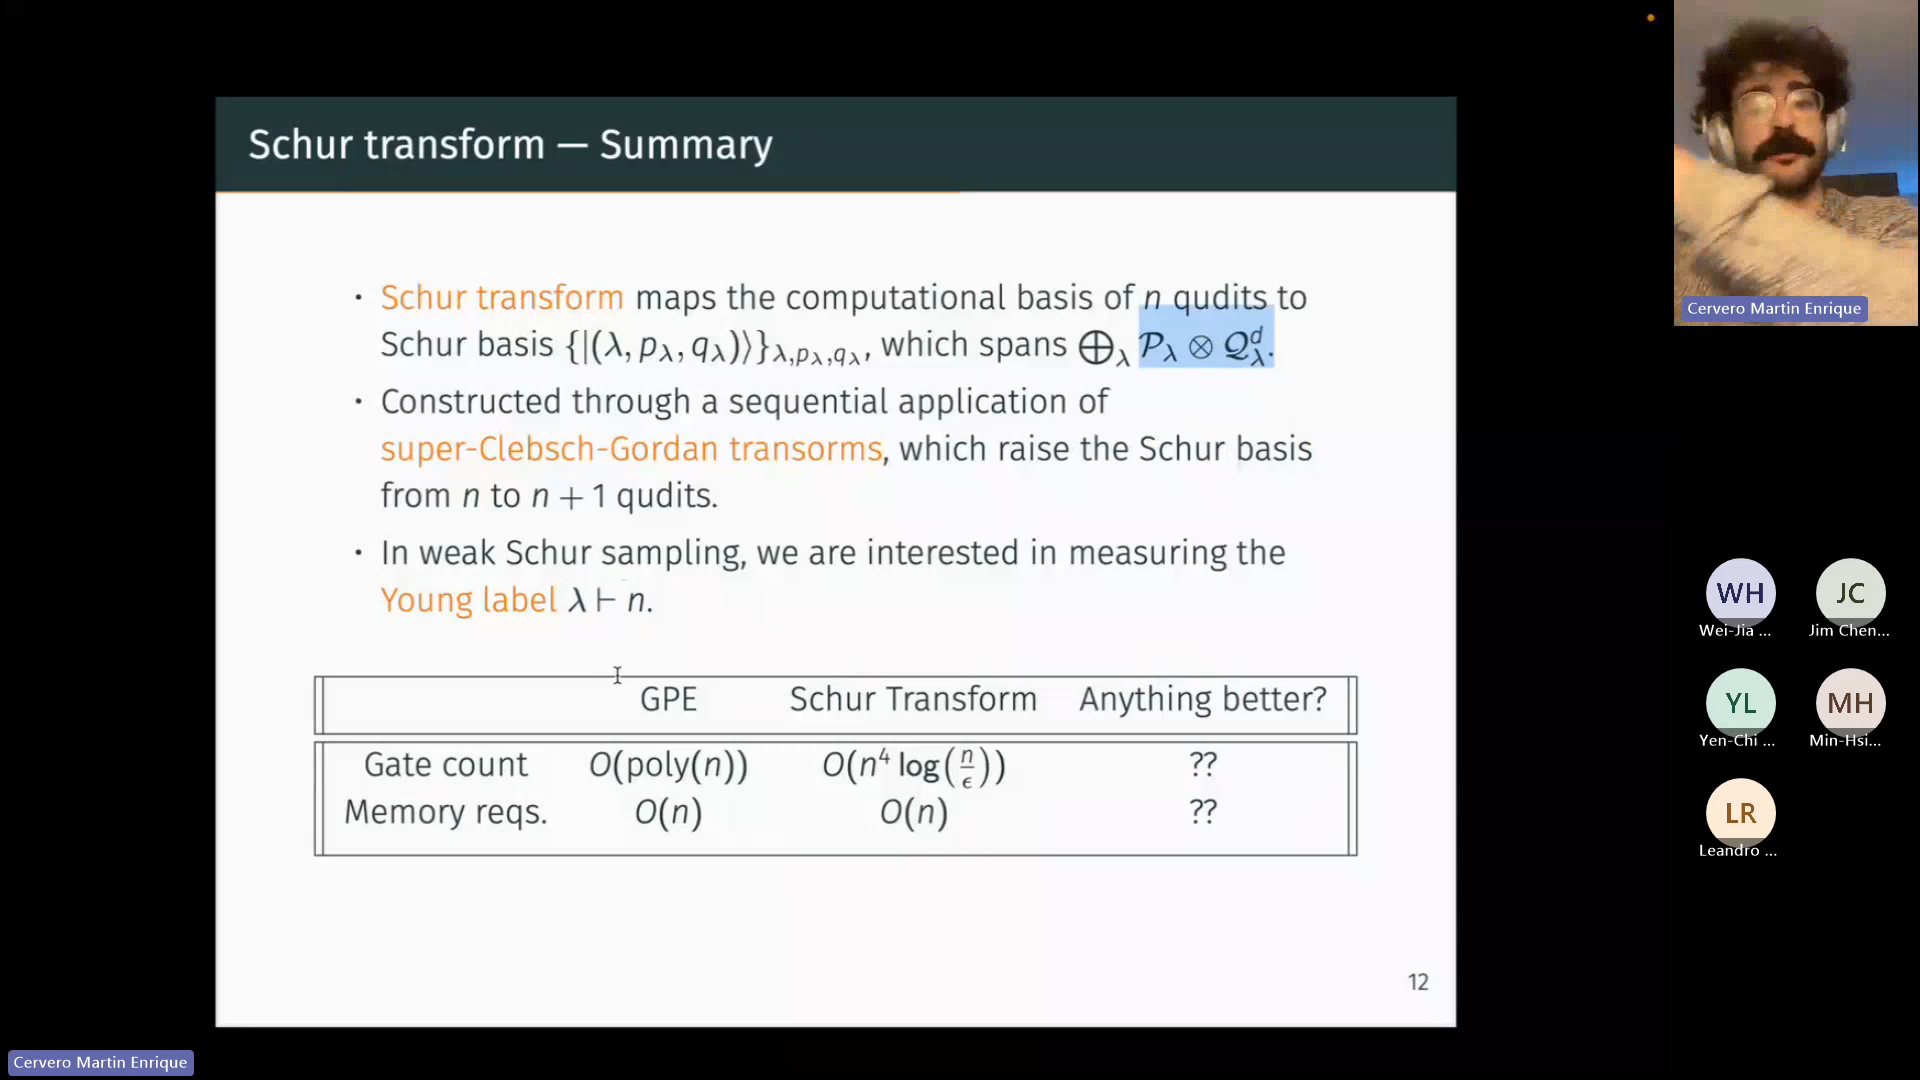 Schur transform — Summary
• Schur transform maps the computational basis of n qudits to
Schur basis {|(λ, p_λ, q_λ)⟩}_{λ,p_λ,q_λ}, which spans ⊕_λ 𝒫_λ ⊗ 𝒬_λ^d.
• Constructed through a sequential application of
super-Clebsch-Gordan transorms, which raise the Schur basis
from n to n + 1 qudits.
• In weak Schur sampling, we are interested in measuring the
Young label λ ⊢ n.
GPE Schur Transform Anything better?
Gate count O(poly(n)) O(n⁴ log(n/ϵ)) ??
Memory reqs. O(n) O(n) ??
12
Cervero Martin Enrique
WH
Wei-Jia ...
JC
Jim Chen...
YL
Yen-Chi ...
MH
Min-Hsi...
LR
Leandro ...
Cervero Martin Enrique